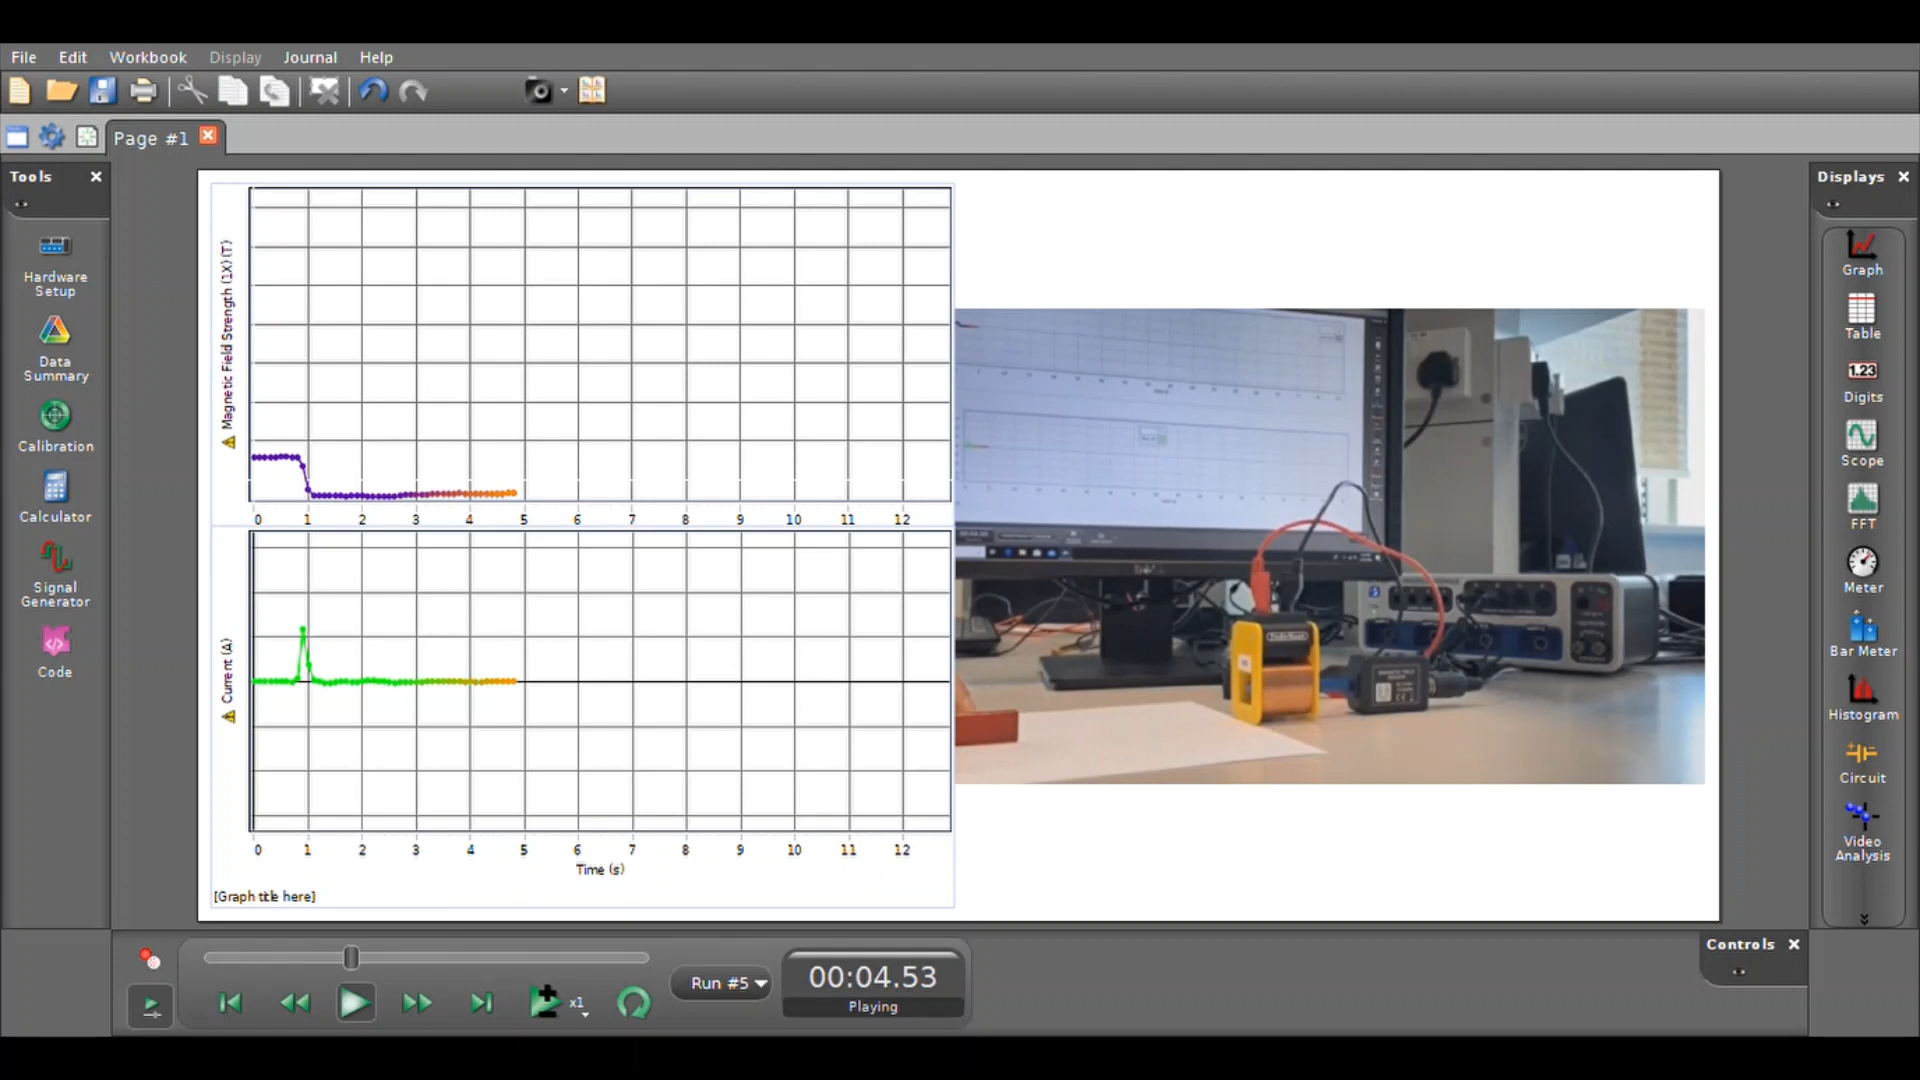 File Edit Workbook Display Journal Help
Page #1
Tools
Displays
Hardware
Setup
Data
Summary
Calibration
Calculator
Signal
Generator
Code
Magnetic Field Strength (1X) (T)
0 1 2 3 4 5 6 7 8 9 10 11 12
Current (A)
0 1 2 3 4 5 6 7 8 9 10 11 12
Time (s)
[Graph title here]
Graph
Table
1.23
Digits
Scope
FFT
Meter
Bar Meter
Histogram
Circuit
Video
Analysis
x1
Run #5
00:04.53
Playing
Controls